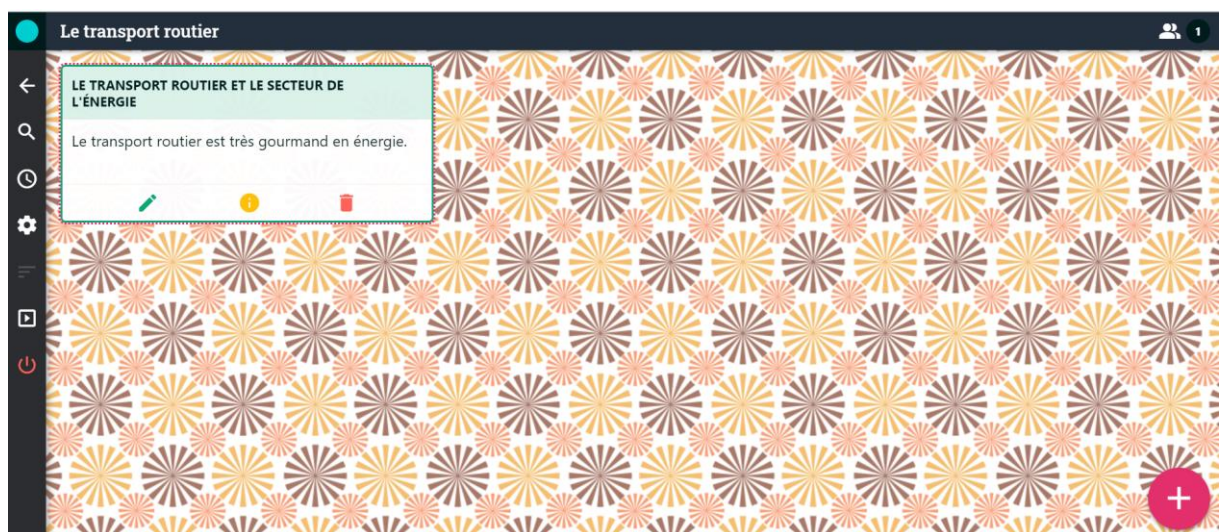 Le transport routier
1
LE TRANSPORT ROUTIER ET LE SECTEUR DE
L'ÉNERGIE
Le transport routier est très gourmand en énergie.